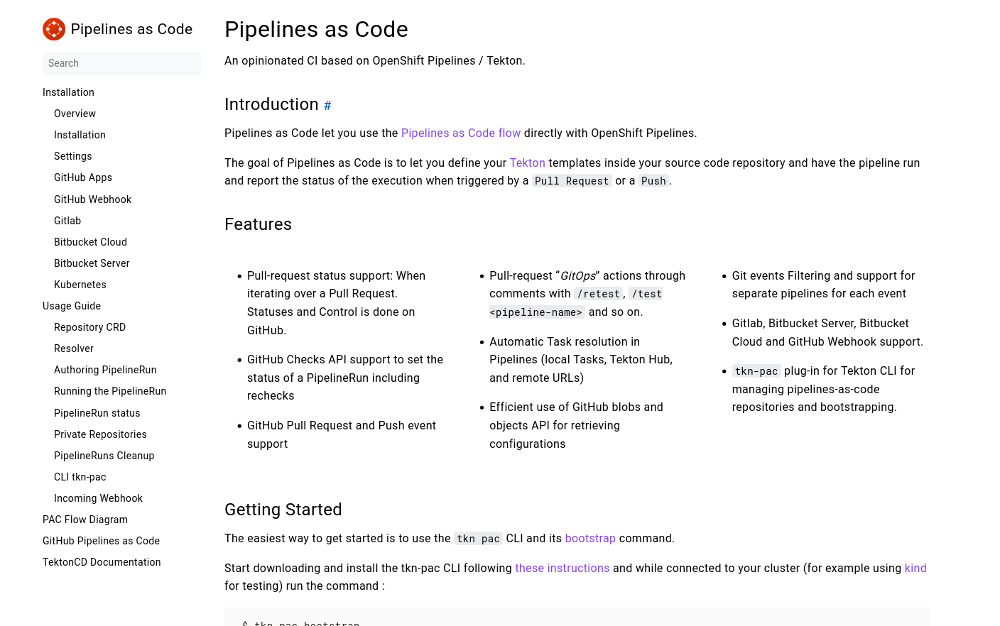 Pipelines as Code
Search
Installation
Overview
Installation
Settings
GitHub Apps
GitHub Webhook
Gitlab
Bitbucket Cloud
Bitbucket Server
Kubernetes
Usage Guide
Repository CRD
Resolver
Authoring PipelineRun
Running the PipelineRun
PipelineRun status
Private Repositories
PipelineRuns Cleanup
CLI tkn-pac
Incoming Webhook
PAC Flow Diagram
GitHub Pipelines as Code
TektonCD Documentation
Pipelines as Code
An opinionated CI based on OpenShift Pipelines / Tekton.
Introduction #
Pipelines as Code let you use the Pipelines as Code flow directly with OpenShift Pipelines.
The goal of Pipelines as Code is to let you define your Tekton templates inside your source code repository and have the pipeline run
and report the status of the execution when triggered by a Pull Request or a Push.
Features
• Pull-request status support: When
iterating over a Pull Request.
Statuses and Control is done on
GitHub.
• GitHub Checks API support to set the
status of a PipelineRun including
rechecks
• GitHub Pull Request and Push event
support
• Pull-request “GitOps” actions through
comments with /retest, /test
<pipeline-name> and so on.
• Automatic Task resolution in
Pipelines (local Tasks, Tekton Hub,
and remote URLs)
• Efficient use of GitHub blobs and
objects API for retrieving
configurations
• Git events Filtering and support for
separate pipelines for each event
• Gitlab, Bitbucket Server, Bitbucket
Cloud and GitHub Webhook support.
• tkn-pac plug-in for Tekton CLI for
managing pipelines-as-code
repositories and bootstrapping.
Getting Started
The easiest way to get started is to use the tkn pac CLI and its bootstrap command.
Start downloading and install the tkn-pac CLI following these instructions and while connected to your cluster (for example using kind
for testing) run the command :
$ tkn pac bootstrap